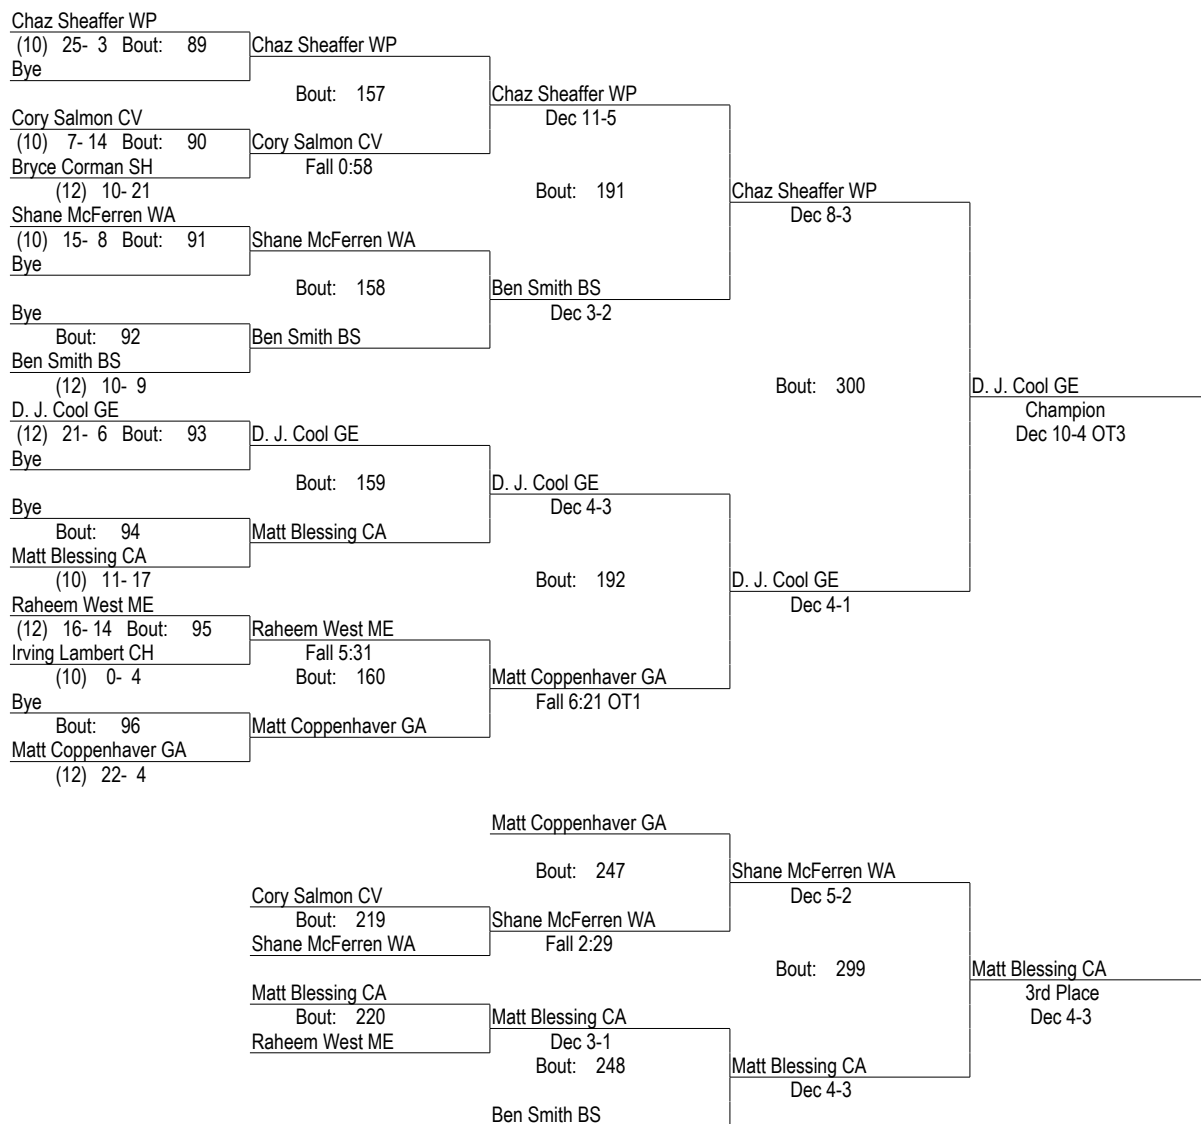 Chaz Sheaffer WP
(10) 25- 3 Bout: 89 Chaz Sheaffer WP
Bye
Bout: 157 Chaz Sheaffer WP
Cory Salmon CV Dec 11-5
(10) 7- 14 Bout: 90 Cory Salmon CV
Bryce Corman SH Fall 0:58
(12) 10- 21 Bout: 191 Chaz Sheaffer WP
Shane McFerren WA Dec 8-3
(10) 15- 8 Bout: 91 Shane McFerren WA
Bye
Bout: 158 Ben Smith BS
Bye Dec 3-2
Bout: 92 Ben Smith BS
Ben Smith BS
(12) 10- 9 Bout: 300 D. J. Cool GE
D. J. Cool GE Champion
(12) 21- 6 Bout: 93 D. J. Cool GE Dec 10-4 OT3
Bye
Bout: 159 D. J. Cool GE
Bye Dec 4-3
Bout: 94 Matt Blessing CA
Matt Blessing CA
(10) 11- 17 Bout: 192 D. J. Cool GE
Raheem West ME Dec 4-1
(12) 16- 14 Bout: 95 Raheem West ME
Irving Lambert CH Fall 5:31
(10) 0- 4 Bout: 160 Matt Coppenhaver GA
Bye Fall 6:21 OT1
Bout: 96 Matt Coppenhaver GA
Matt Coppenhaver GA
(12) 22- 4
Matt Coppenhaver GA
Bout: 247 Shane McFerren WA
Cory Salmon CV Dec 5-2
Bout: 219 Shane McFerren WA
Shane McFerren WA Fall 2:29
Bout: 299 Matt Blessing CA
Matt Blessing CA 3rd Place
Bout: 220 Matt Blessing CA Dec 4-3
Raheem West ME Dec 3-1
Bout: 248 Matt Blessing CA
Dec 4-3
Ben Smith BS